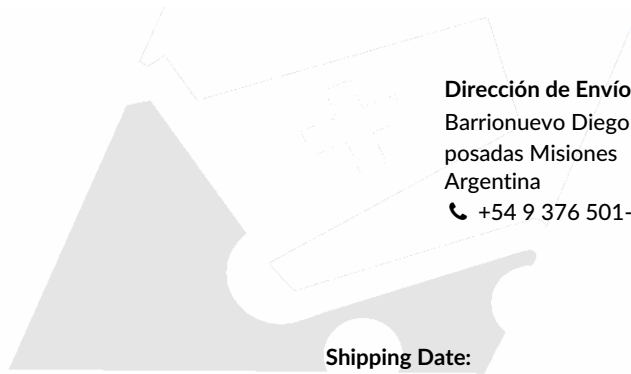 Dirección de Envío
Barrionuevo Diego
posadas Misiones
Argentina
+54 9 376 501-
Shipping Date: